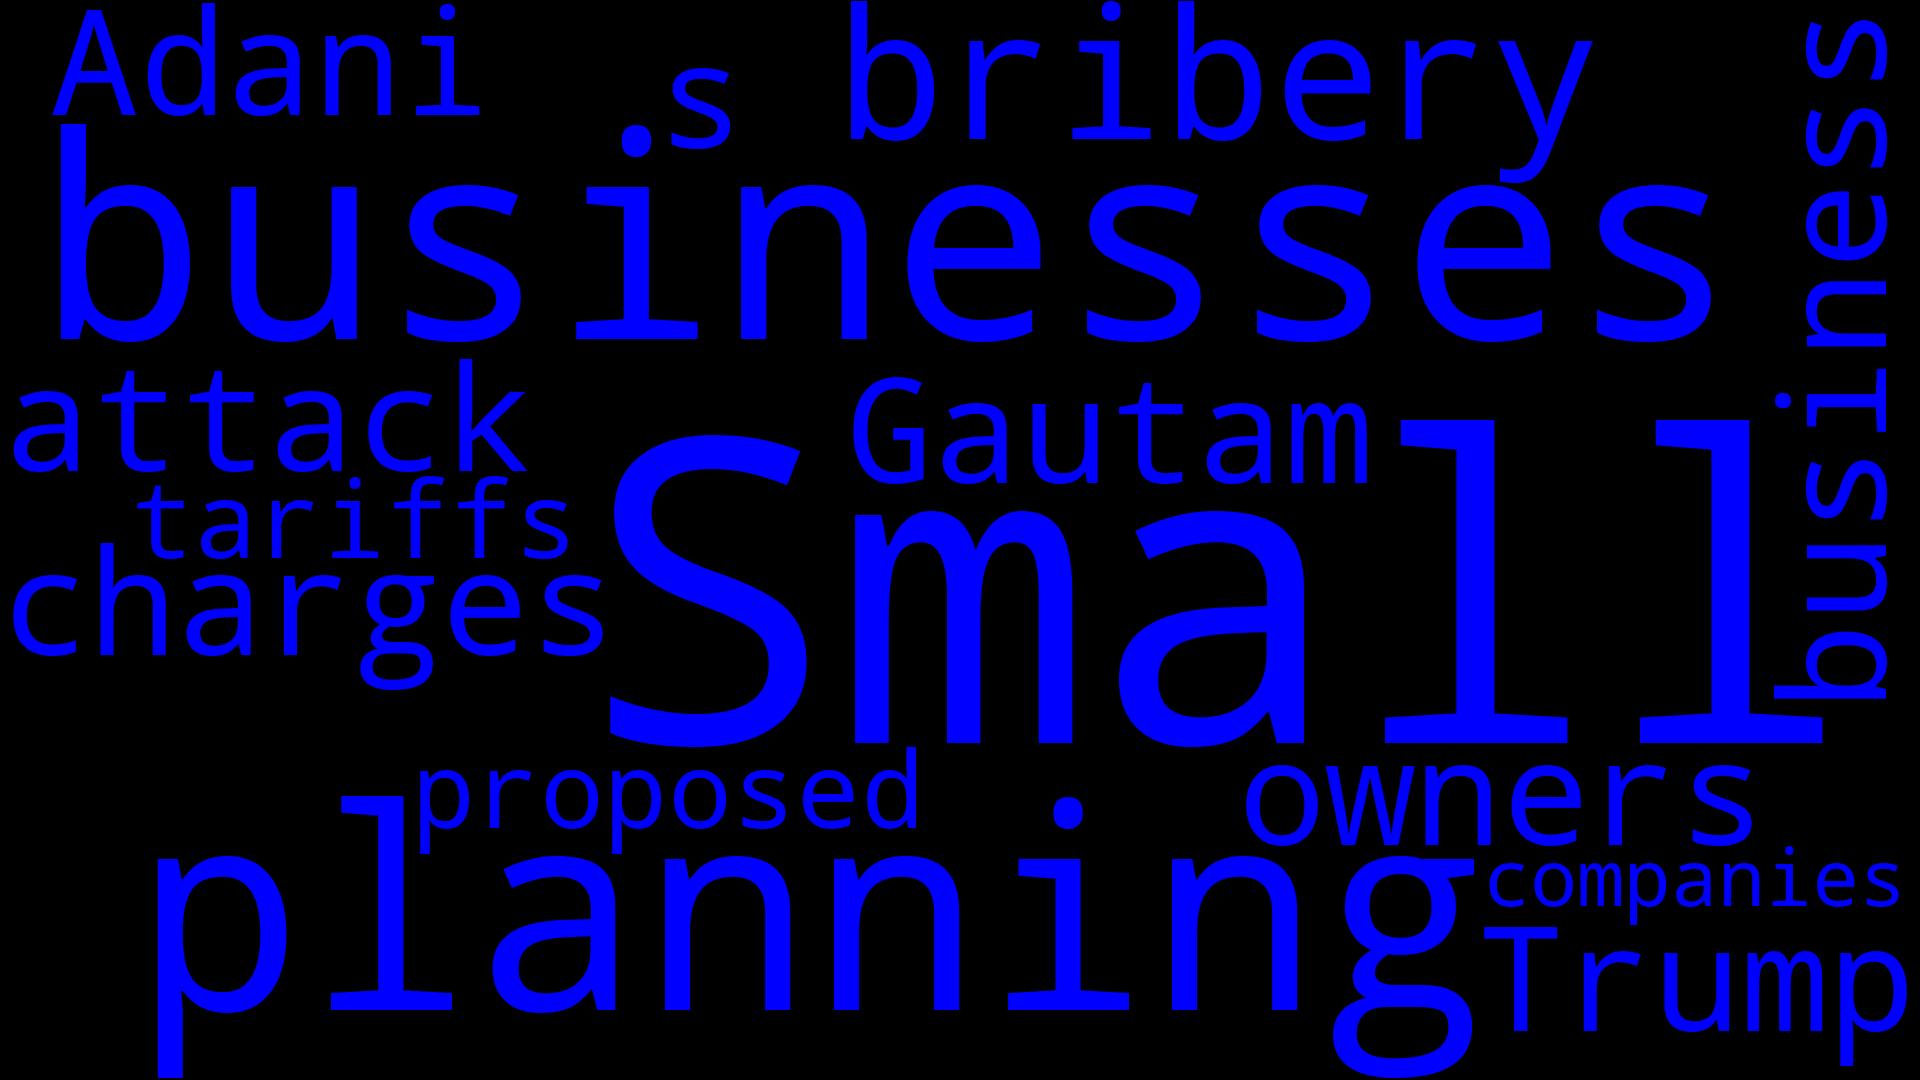 Adani
s
bribery
business
businesses
attack
Gautam
tariffs
Small
charges
proposed
owners
planning
companies
Trump